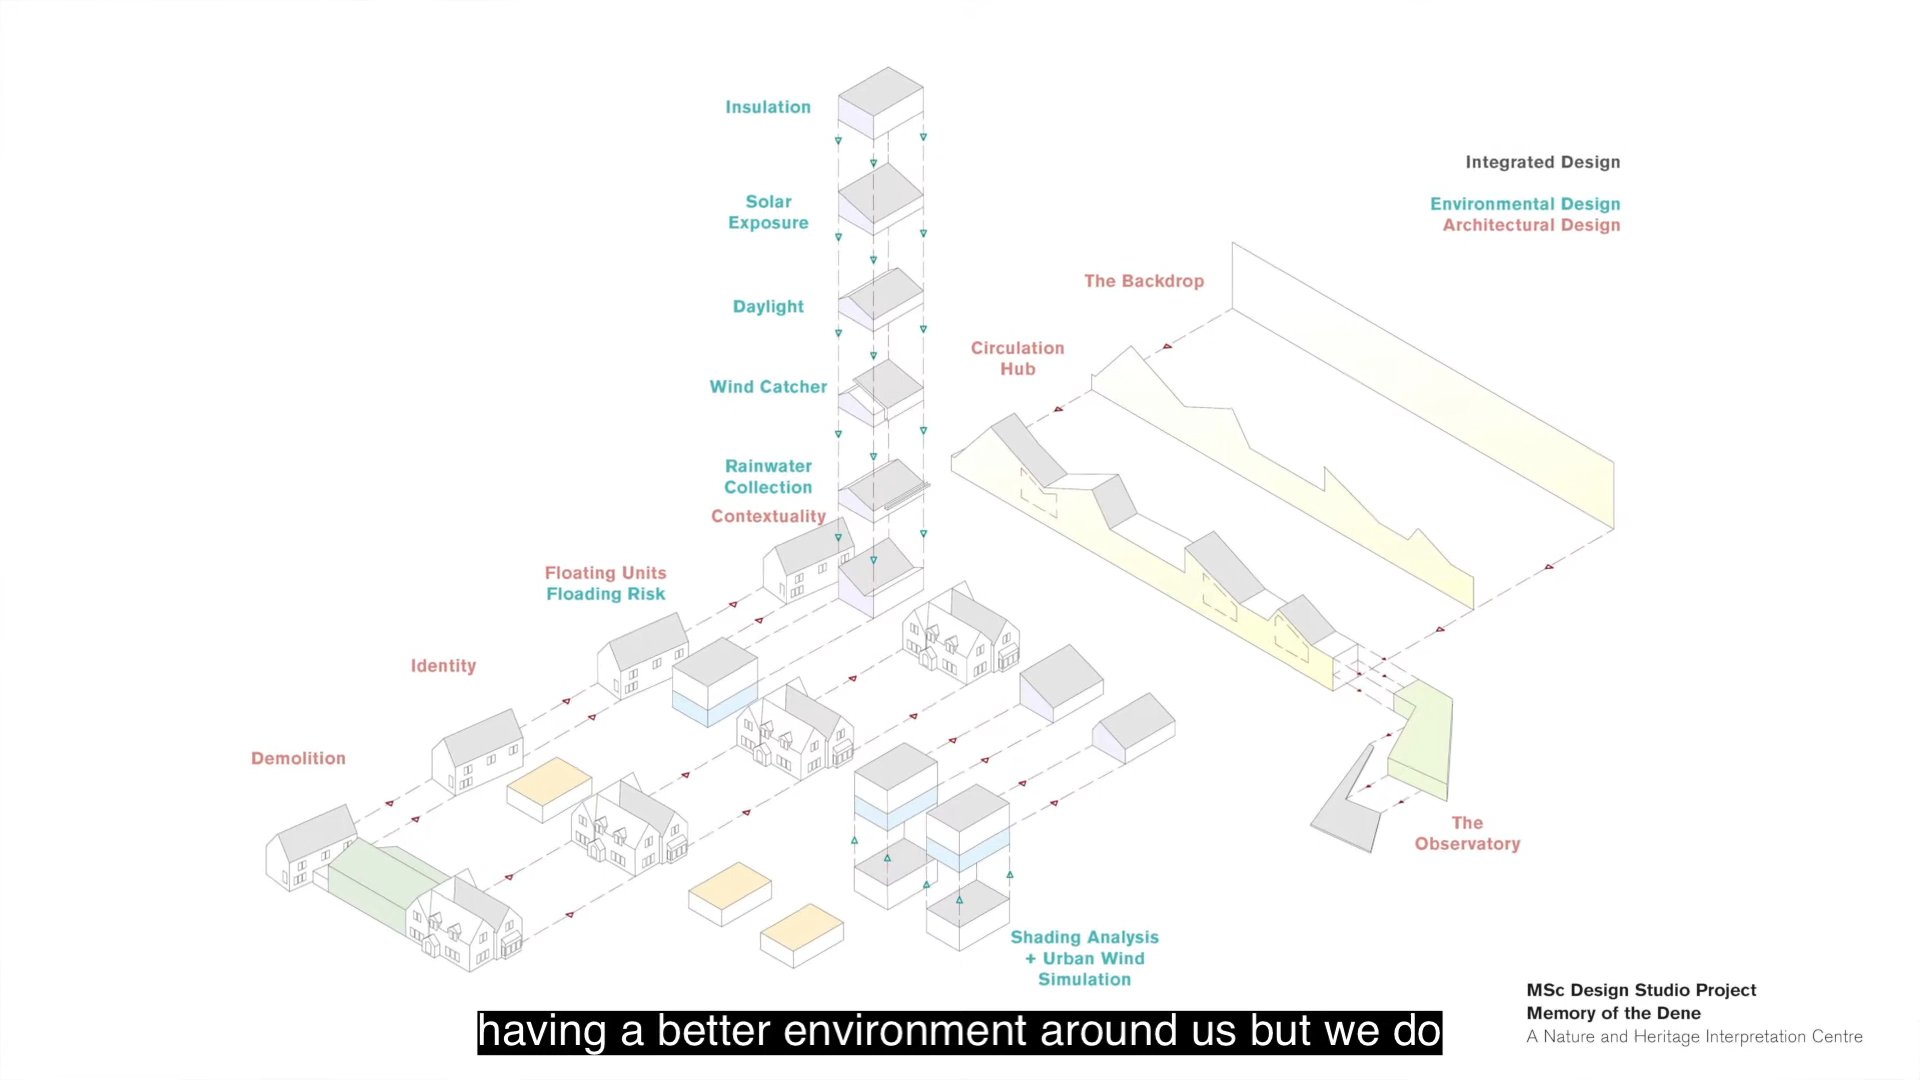 Insulation
Solar
Exposure
Daylight
Wind Catcher
Rainwater
Collection
Contextuality
Floating Units
Floading Risk
Identity
Demolition
Integrated Design
Environmental Design
Architectural Design
The Backdrop
Circulation
Hub
The
Observatory
Shading Analysis
+ Urban Wind
Simulation
MSc Design Studio Project
Memory of the Dene
A Nature and Heritage Interpretation Centre
having a better environment around us but we do